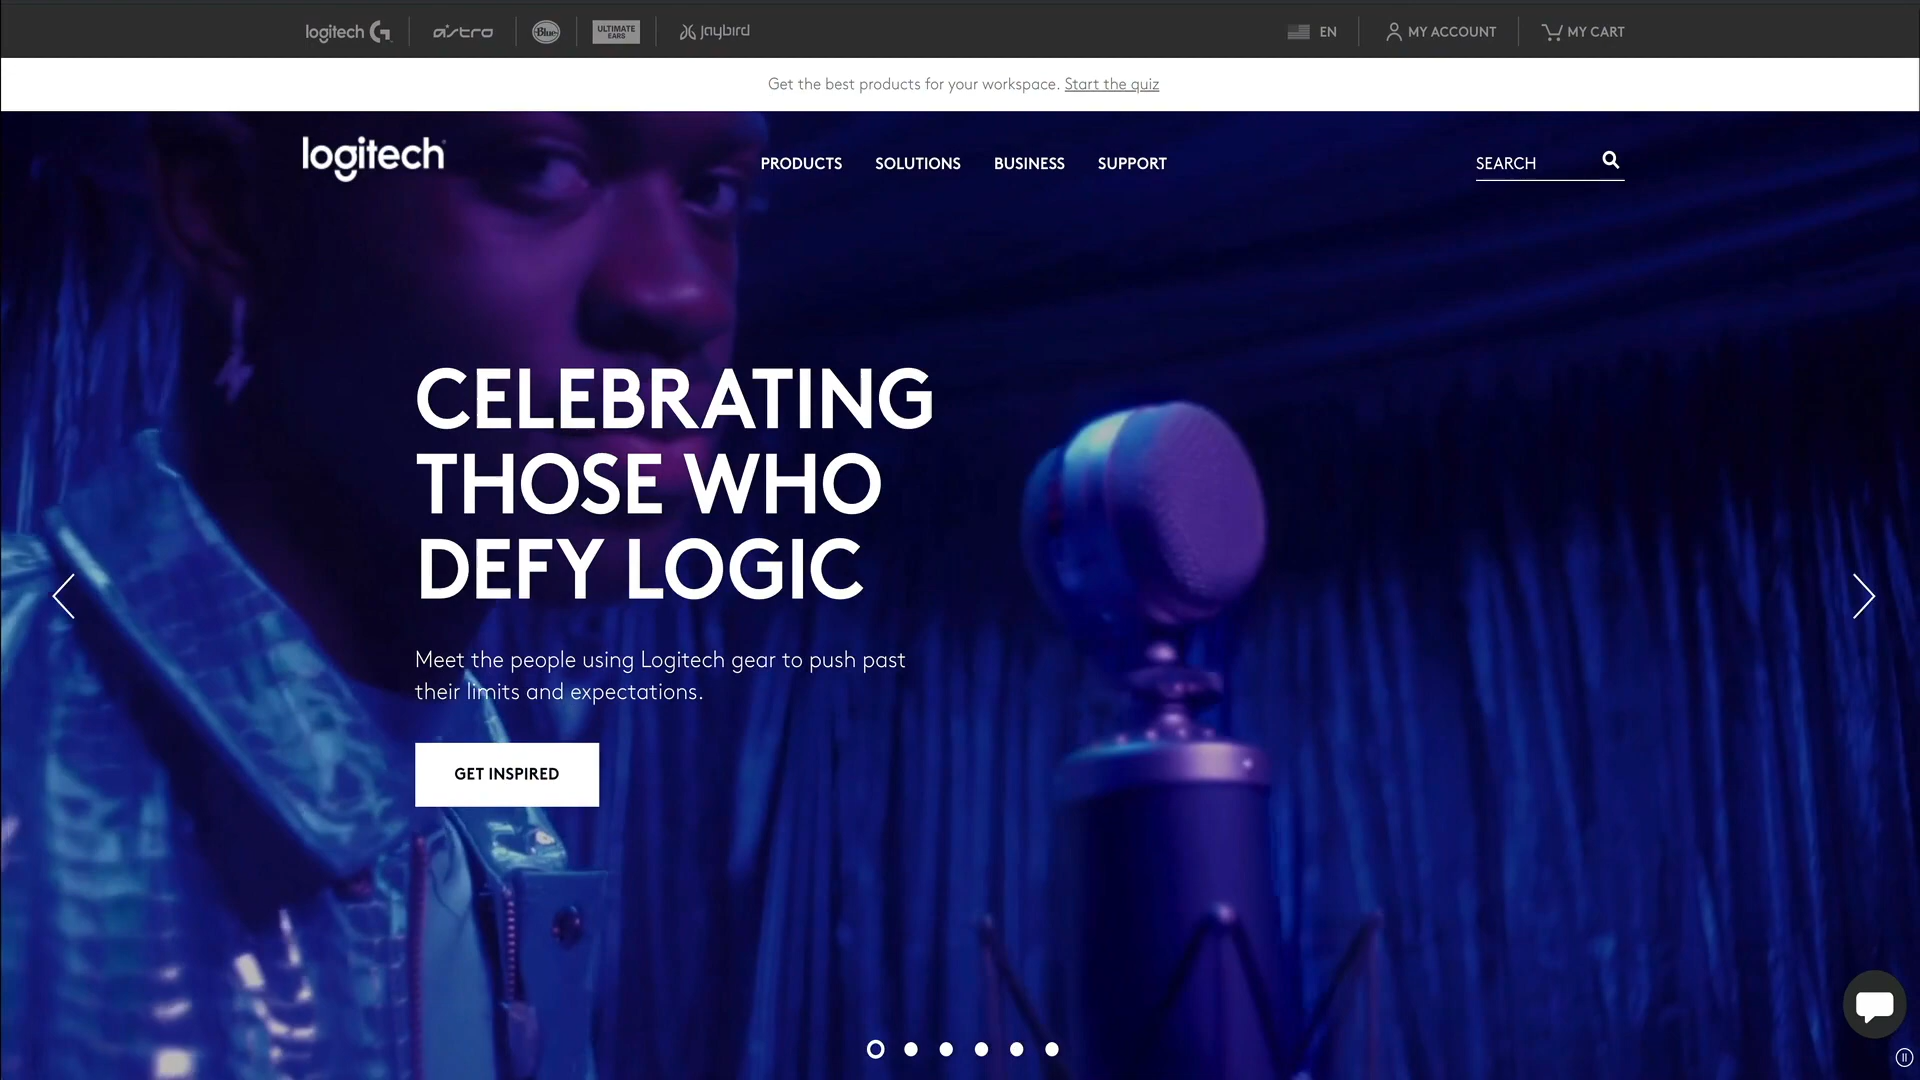 logitech G
ASTRO
Blue
ULTIMATE
EARS
Jaybird
EN
MY ACCOUNT
MY CART
Get the best products for your workspace. Start the quiz
logitech
PRODUCTS
SOLUTIONS
BUSINESS
SUPPORT
SEARCH
CELEBRATING
THOSE WHO
DEFY LOGIC
Meet the people using Logitech gear to push past
their limits and expectations.
GET INSPIRED